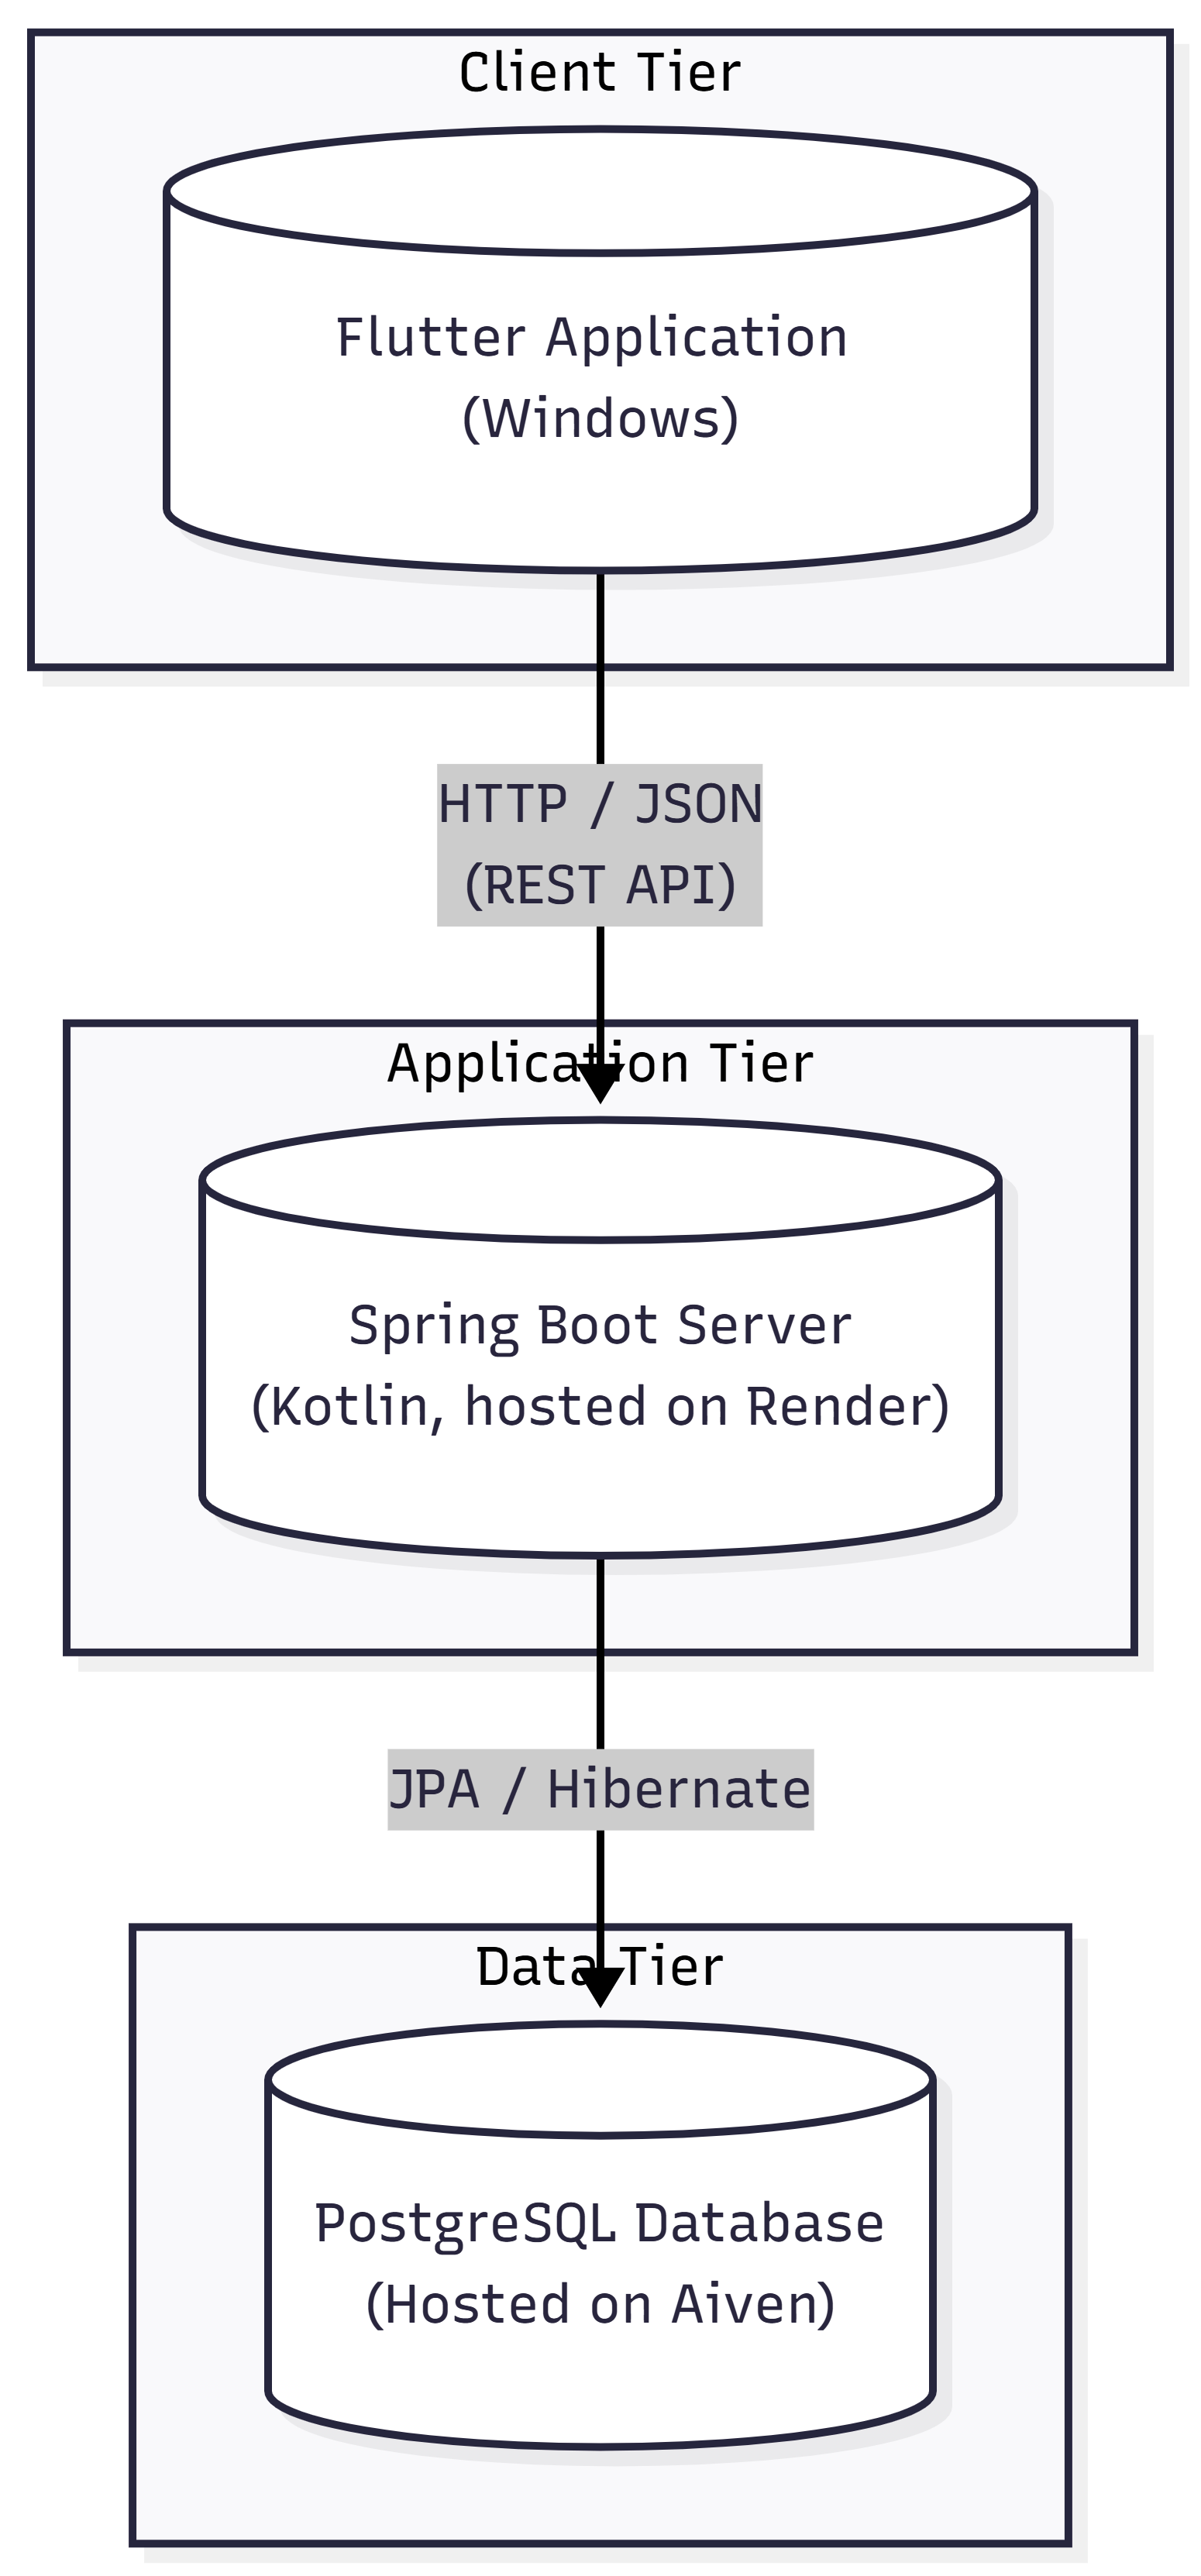 Client Tier
Flutter Application
(Windows)
HTTP / JSON
(REST API)
Application Tier
Spring Boot Server
(Kotlin, hosted on Render)
JPA / Hibernate
Data Tier
PostgreSQL Database
(Hosted on Aiven)